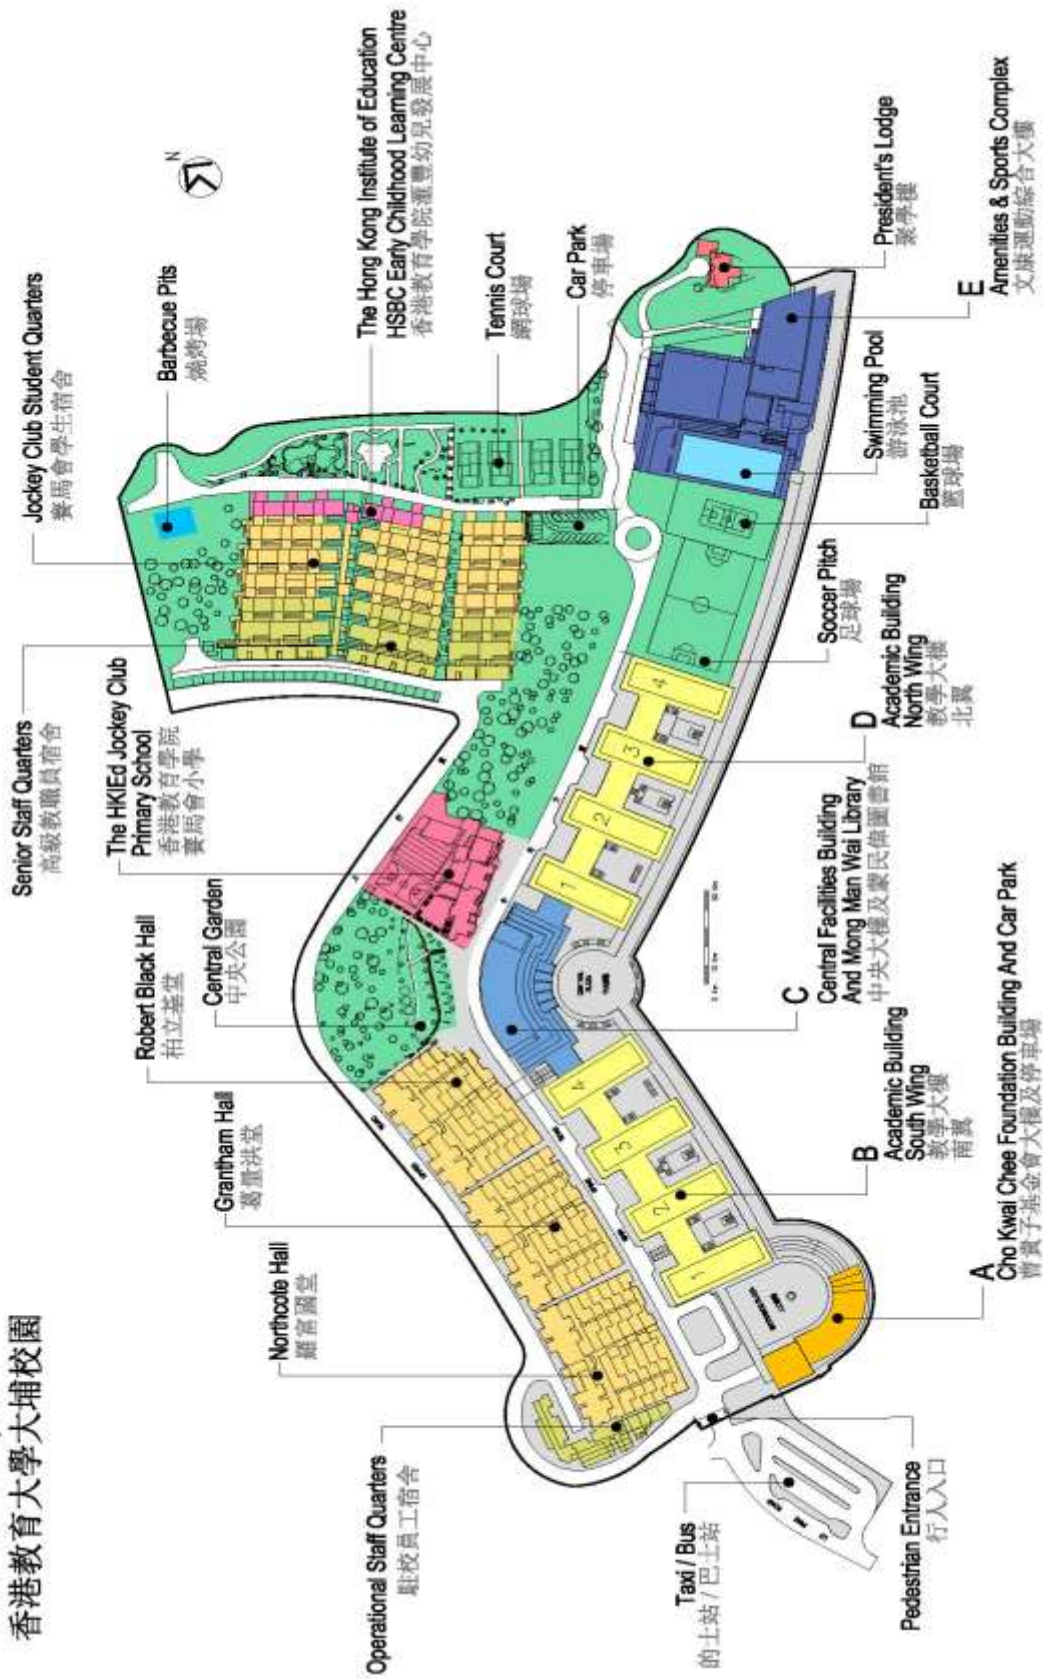 香港教育大學大埔校園
Senior Staff Quarters
高級教職員宿舍
Jockey Club Student Quarters
賽馬會學生宿舍
Barbecue Pits
燒烤場
N
The HKIEd Jockey Club
Primary School
香港教育學院
賽馬會小學
The Hong Kong Institute of Education
HSBC Early Childhood Learning Centre
香港教育學院滙豐幼兒發展中心
Robert Black Hall
柏立基堂
Central Garden
中央公園
Tennis Court
網球場
Grantham Hall
葛量洪堂
Car Park
停車場
Northcote Hall
羅富國堂
Operational Staff Quarters
駐校員工宿舍
President's Lodge
聚學樓
1
2
3
4
1
2
3
4
Taxi / Bus
的士站 / 巴士站
Pedestrian Entrance
行人入口
A
Cho Kwai Chee Foundation Building And Car Park
曹貴子基金會大樓及停車場
B
Academic Building
South Wing
教學大樓
南翼
C
Central Facilities Building
And Mong Man Wai Library
中央大樓及蒙民偉圖書館
D
Academic Building
North Wing
教學大樓
北翼
Soccer Pitch
足球場
Basketball Court
籃球場
Swimming Pool
游泳池
E
Amenities & Sports Complex
文康運動綜合大樓